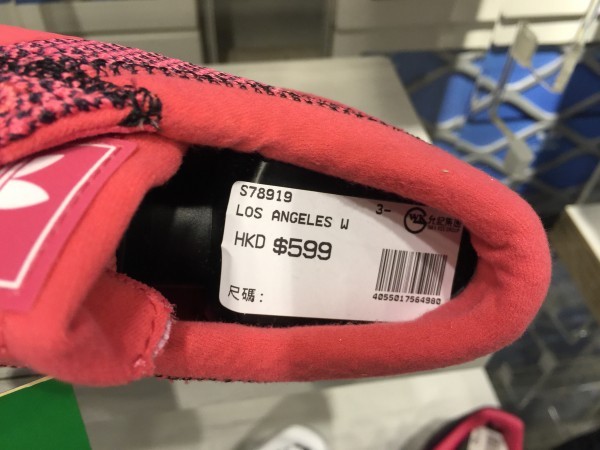 S78919
LOS ANGELES W
3-
HKD $599
尺碼：
4055017564980